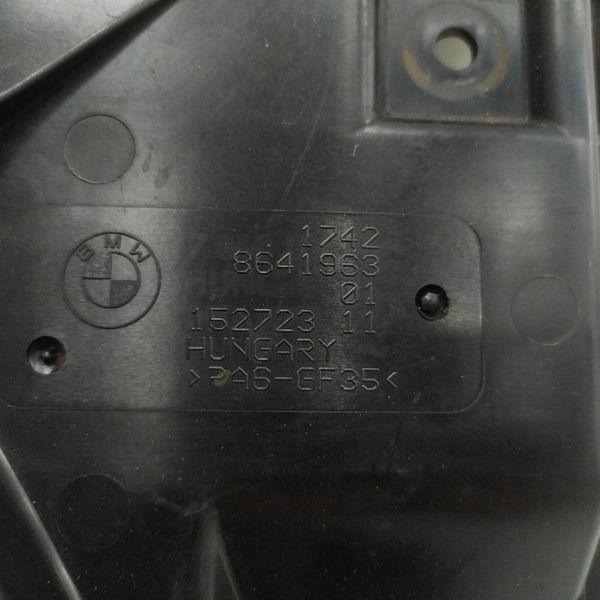 BMW
1742
8641963
01
152723 11
HUNGARY
>PA6-GF35<